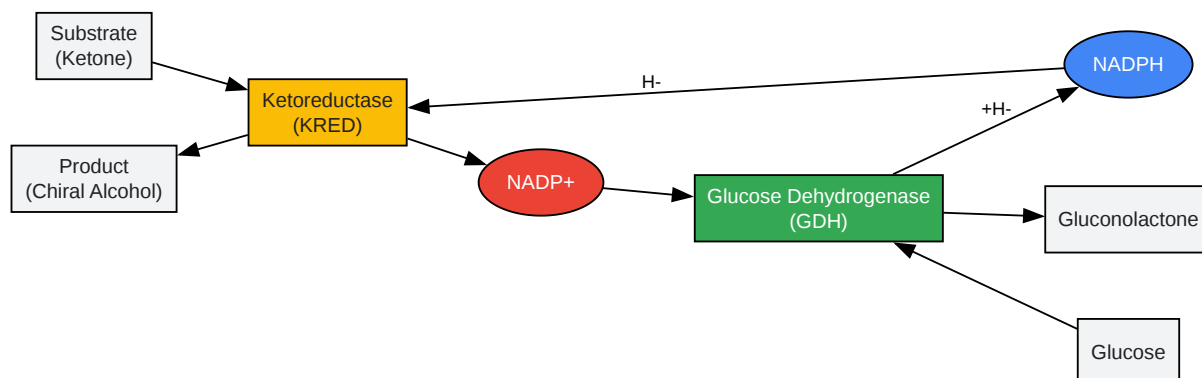 Substrate
(Ketone)
Ketoreductase
(KRED)
Product
(Chiral Alcohol)
H-
NADPH
+H-
NADP+
Glucose Dehydrogenase
(GDH)
Gluconolactone
Glucose